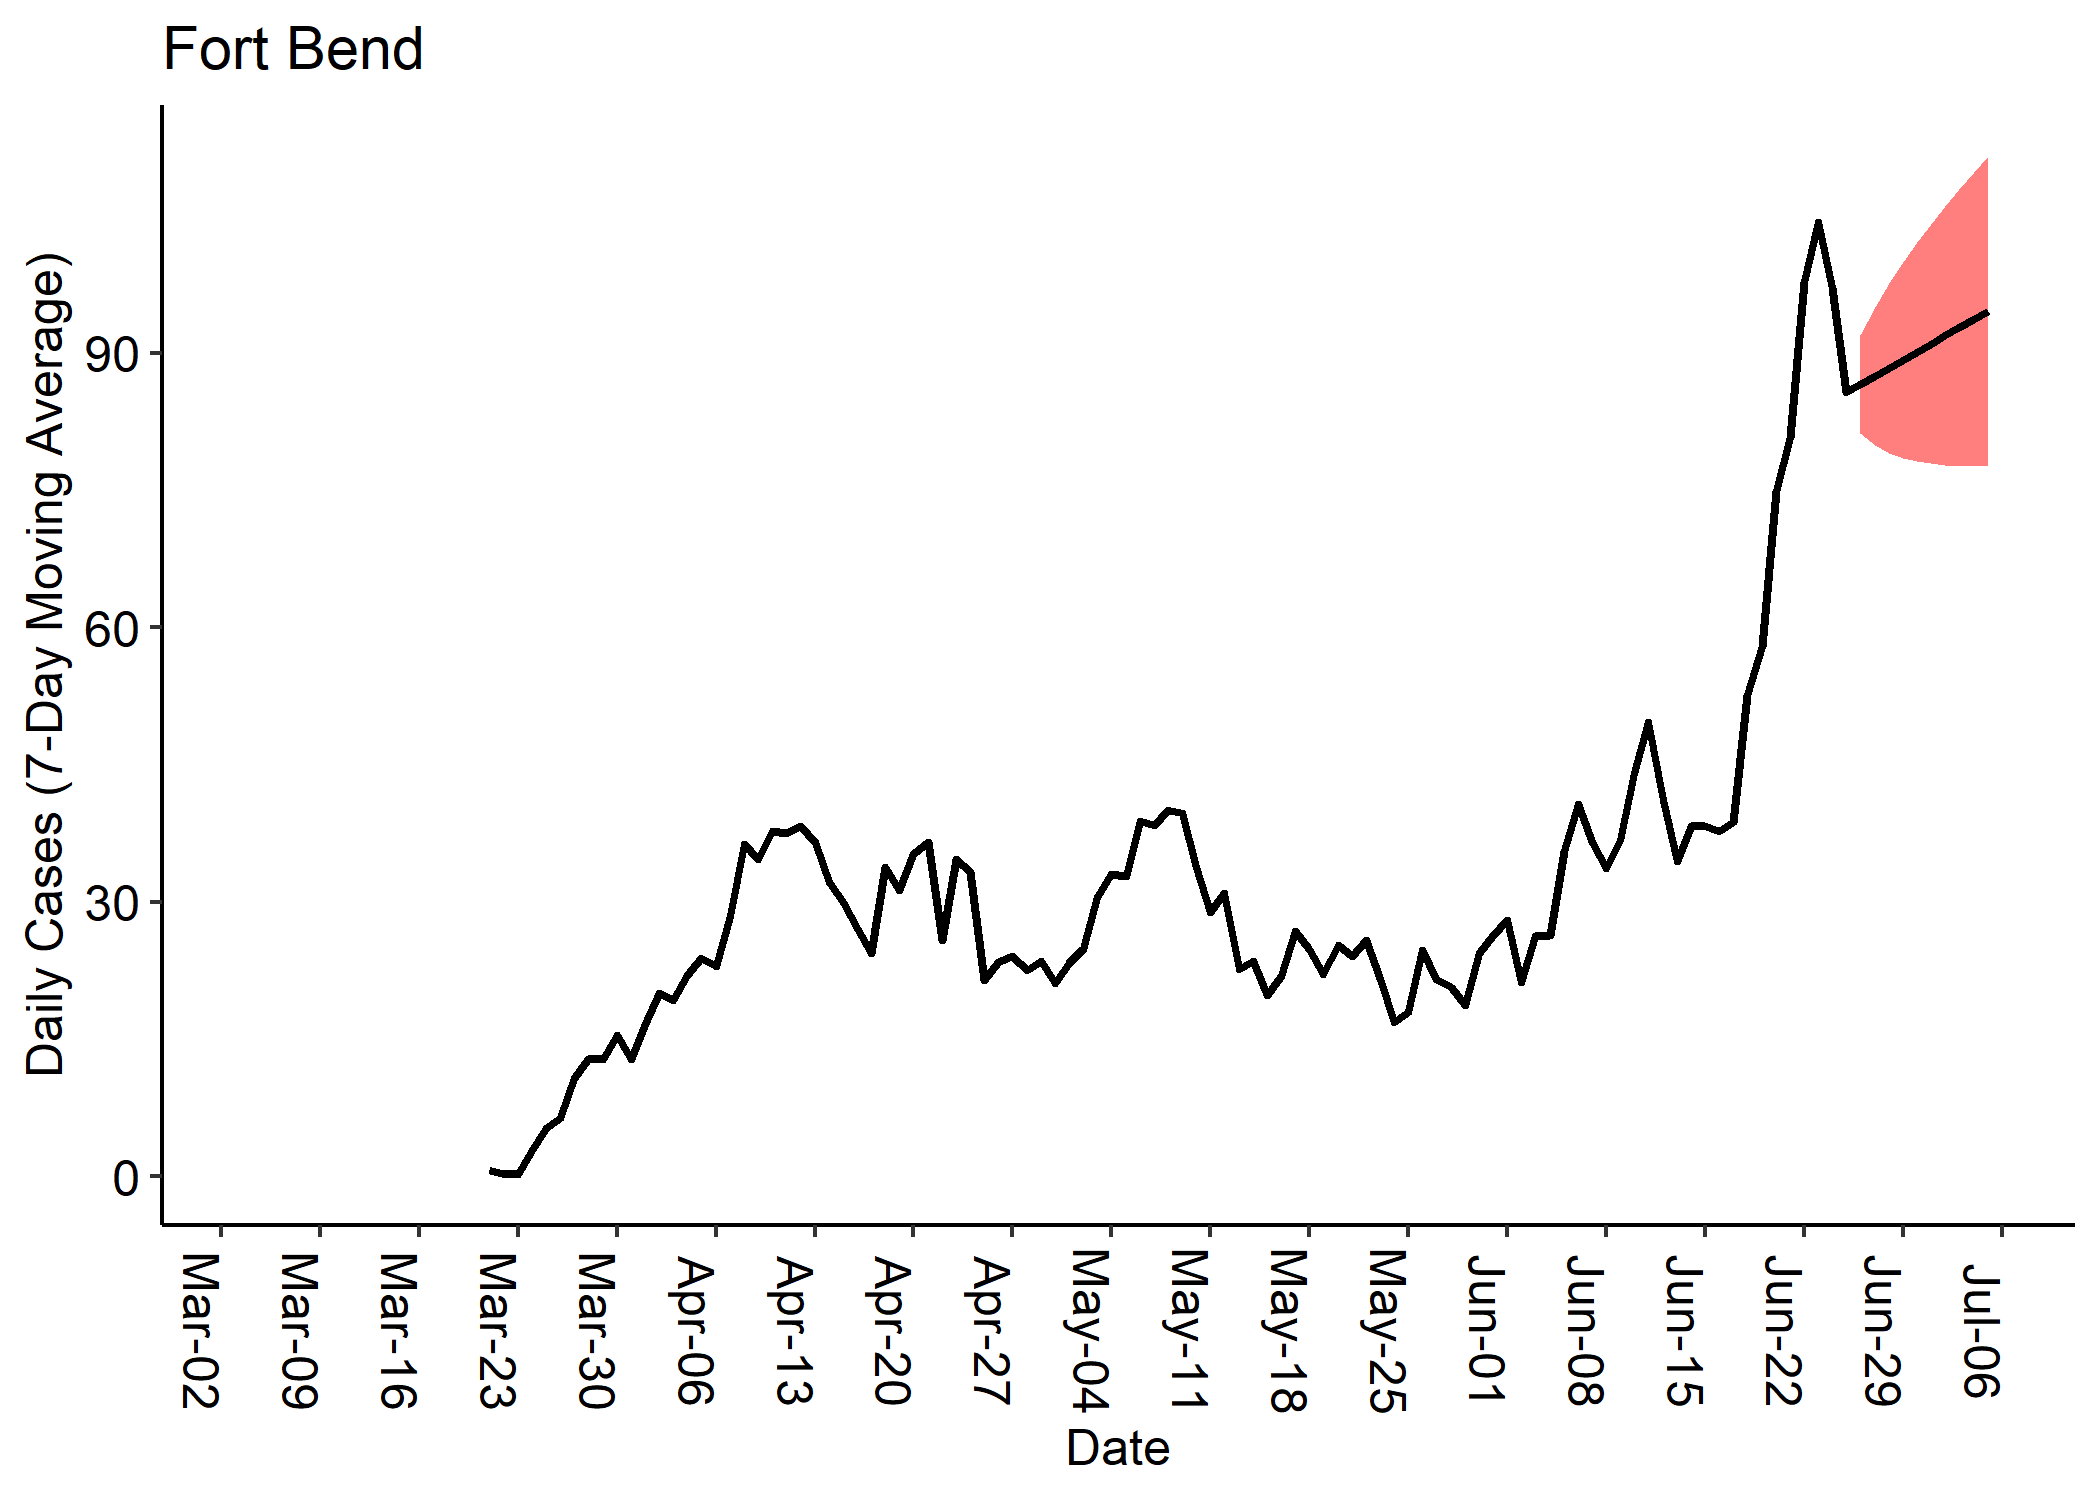 Fort Bend
Daily Cases (7-Day Moving Average)
90
60
30
0
Mar-02
Mar-09
Mar-16
Mar-23
Mar-30
Apr-06
Apr-13
Apr-20
Apr-27
May-04
May-11
May-18
May-25
Jun-01
Jun-08
Jun-15
Jun-22
Jun-29
Jul-06
Date